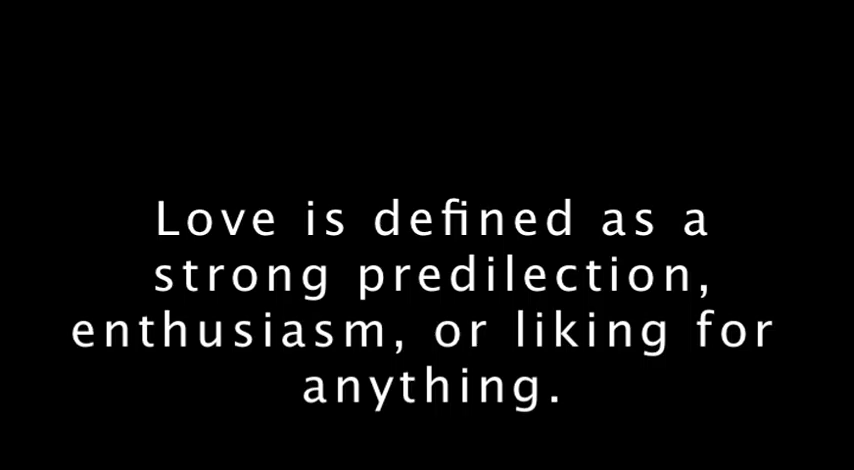 Love is defined as a
strong predilection,
enthusiasm, or liking for
anything.